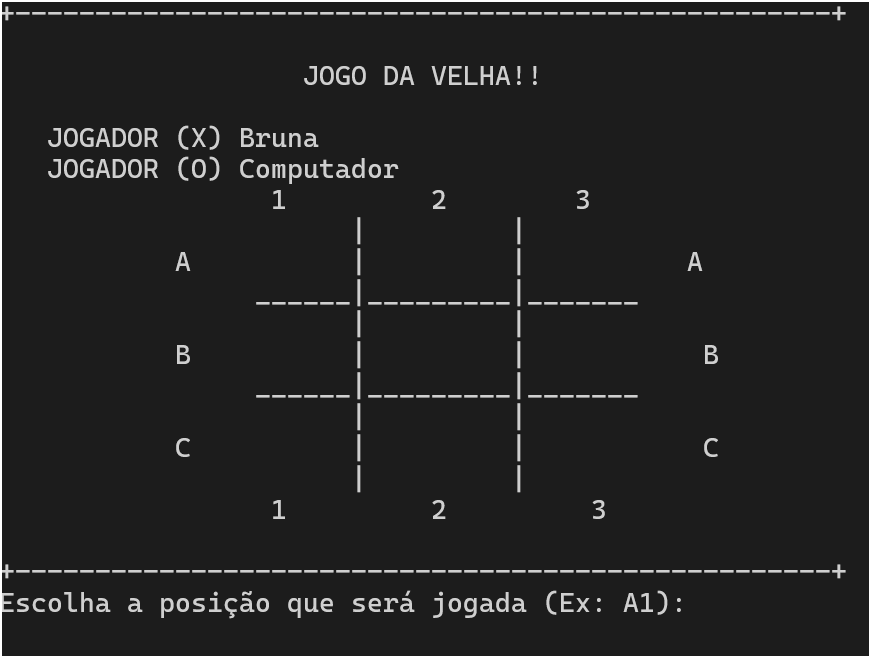 +---------------------------------------------------+
JOGO DA VELHA!!
JOGADOR (X) Bruna
JOGADOR (O) Computador
1 2 3
| |
A | | A
------|---------|-------
| |
B | | B
------|---------|-------
| |
C | | C
| |
1 2 3
+---------------------------------------------------+
Escolha a posição que será jogada (Ex: A1):